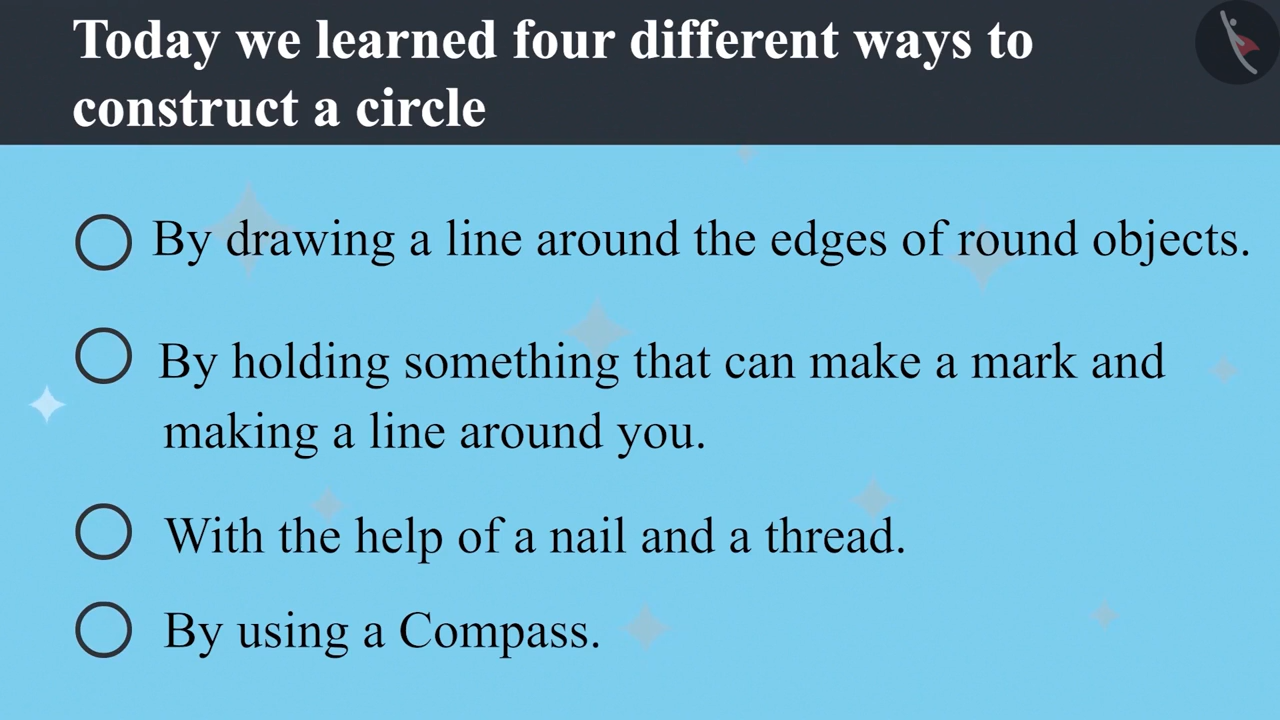 Today we learned four different ways to
construct a circle
By drawing a line around the edges of round objects.
By holding something that can make a mark and
making a line around you.
With the help of a nail and a thread.
By using a Compass.